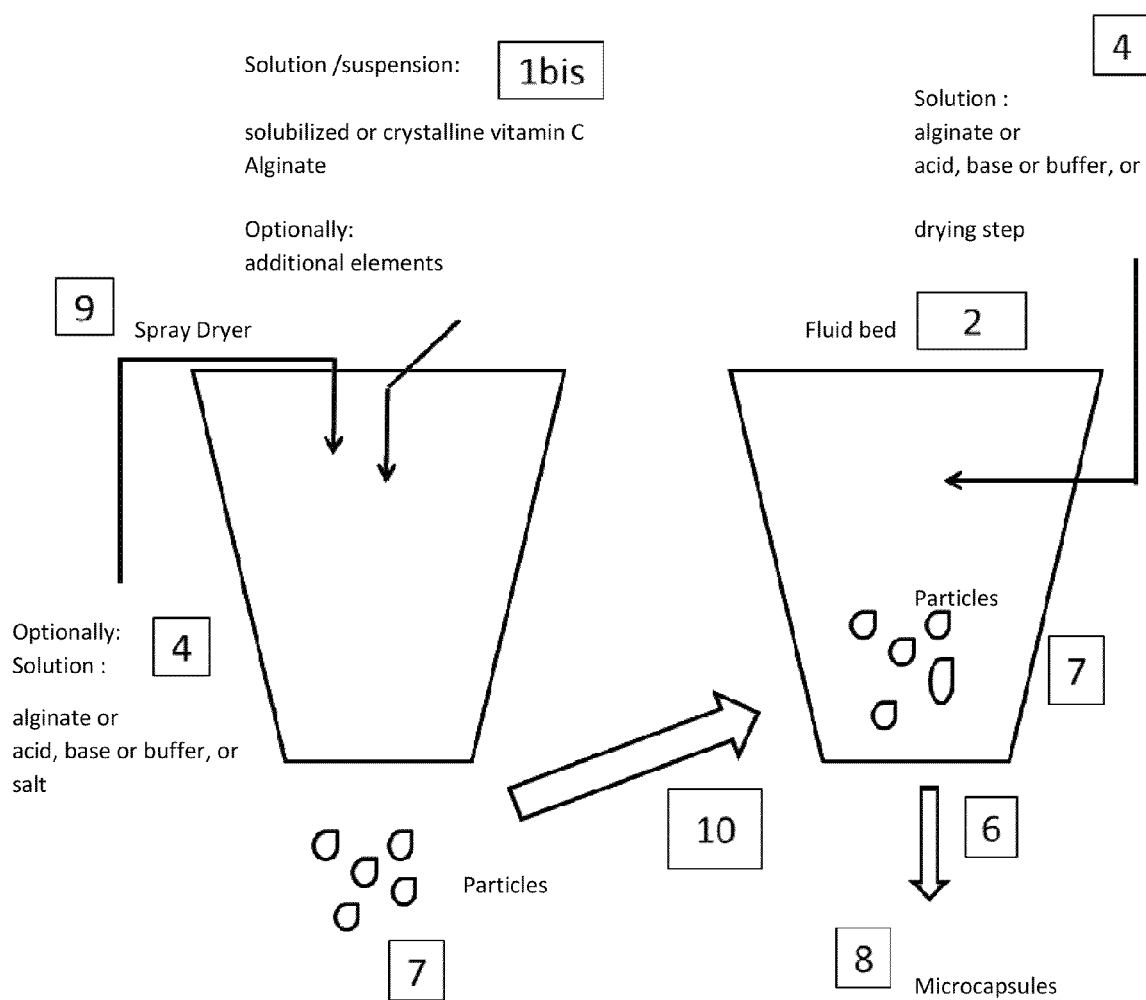 Solution /suspension:
1bis
solubilized or crystalline vitamin C
Alginate
Optionally:
additional elements
4
Solution :
alginate or
acid, base or buffer, or
drying step
9
Spray Dryer
Fluid bed
2
Optionally:
Solution :
4
alginate or
acid, base or buffer, or
salt
Particles
7
10
6
Particles
7
8
Microcapsules